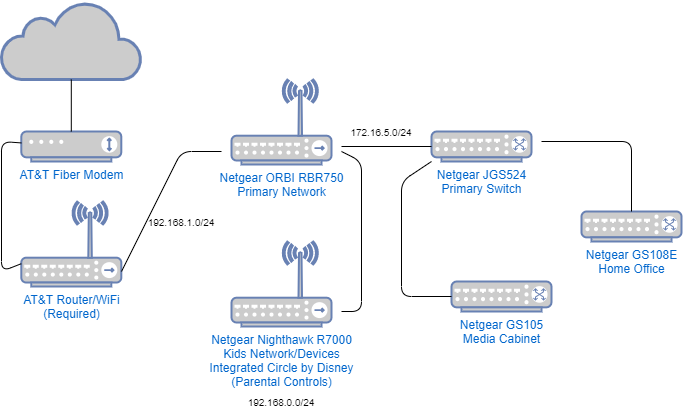 AT&T Fiber Modem
192.168.1.0/24
AT&T Router/WiFi
(Required)
Netgear ORBI RBR750
Primary Network
172.16.5.0/24
Netgear JGS524
Primary Switch
Netgear GS108E
Home Office
Netgear GS105
Media Cabinet
Netgear Nighthawk R7000
Kids Network/Devices
Integrated Circle by Disney
(Parental Controls)
192.168.0.0/24